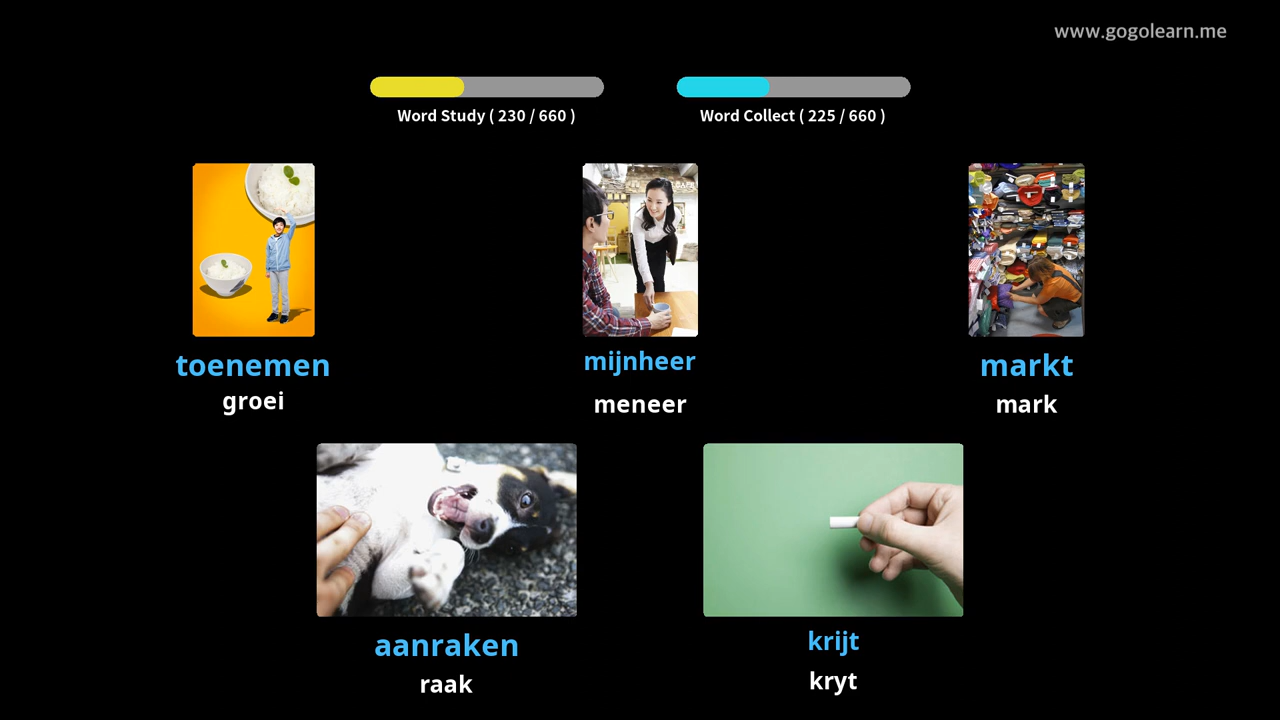 www.gogolearn.me
Word Study ( 230 / 660 )
Word Collect ( 225 / 660 )
toenemen
groei
mijnheer
meneer
markt
mark
aanraken
raak
krijt
kryt